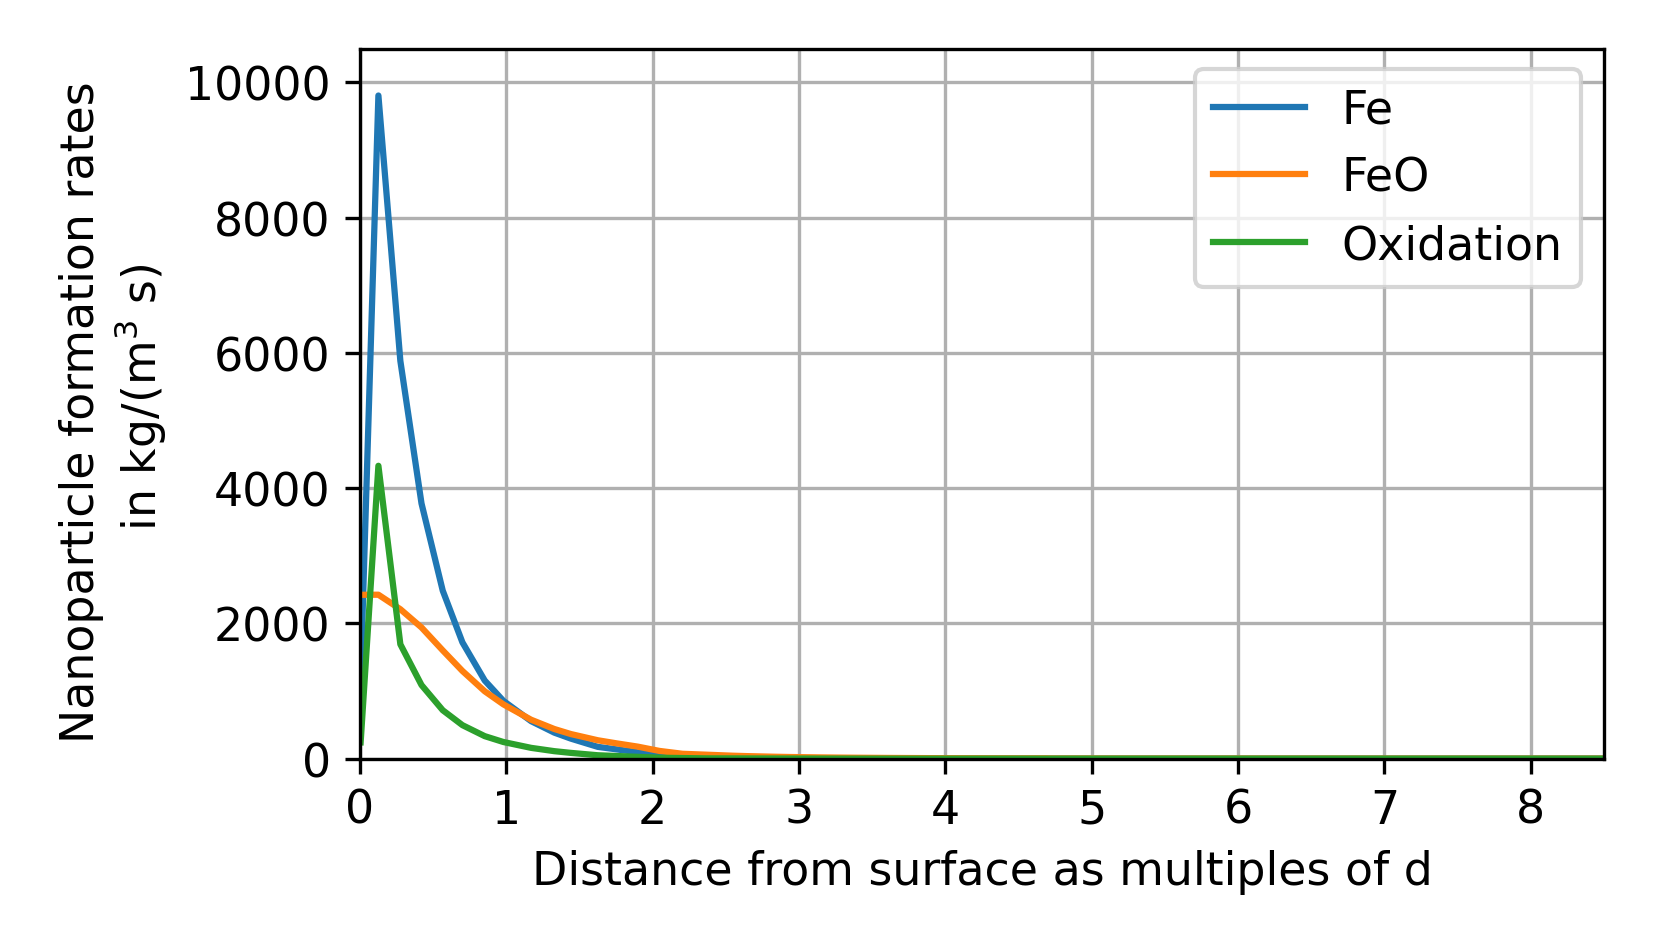 Nanoparticle formation rates
in kg/(m³ s)
10000
8000
6000
4000
2000
0
Fe
FeO
Oxidation
0 1 2 3 4 5 6 7 8
Distance from surface as multiples of d